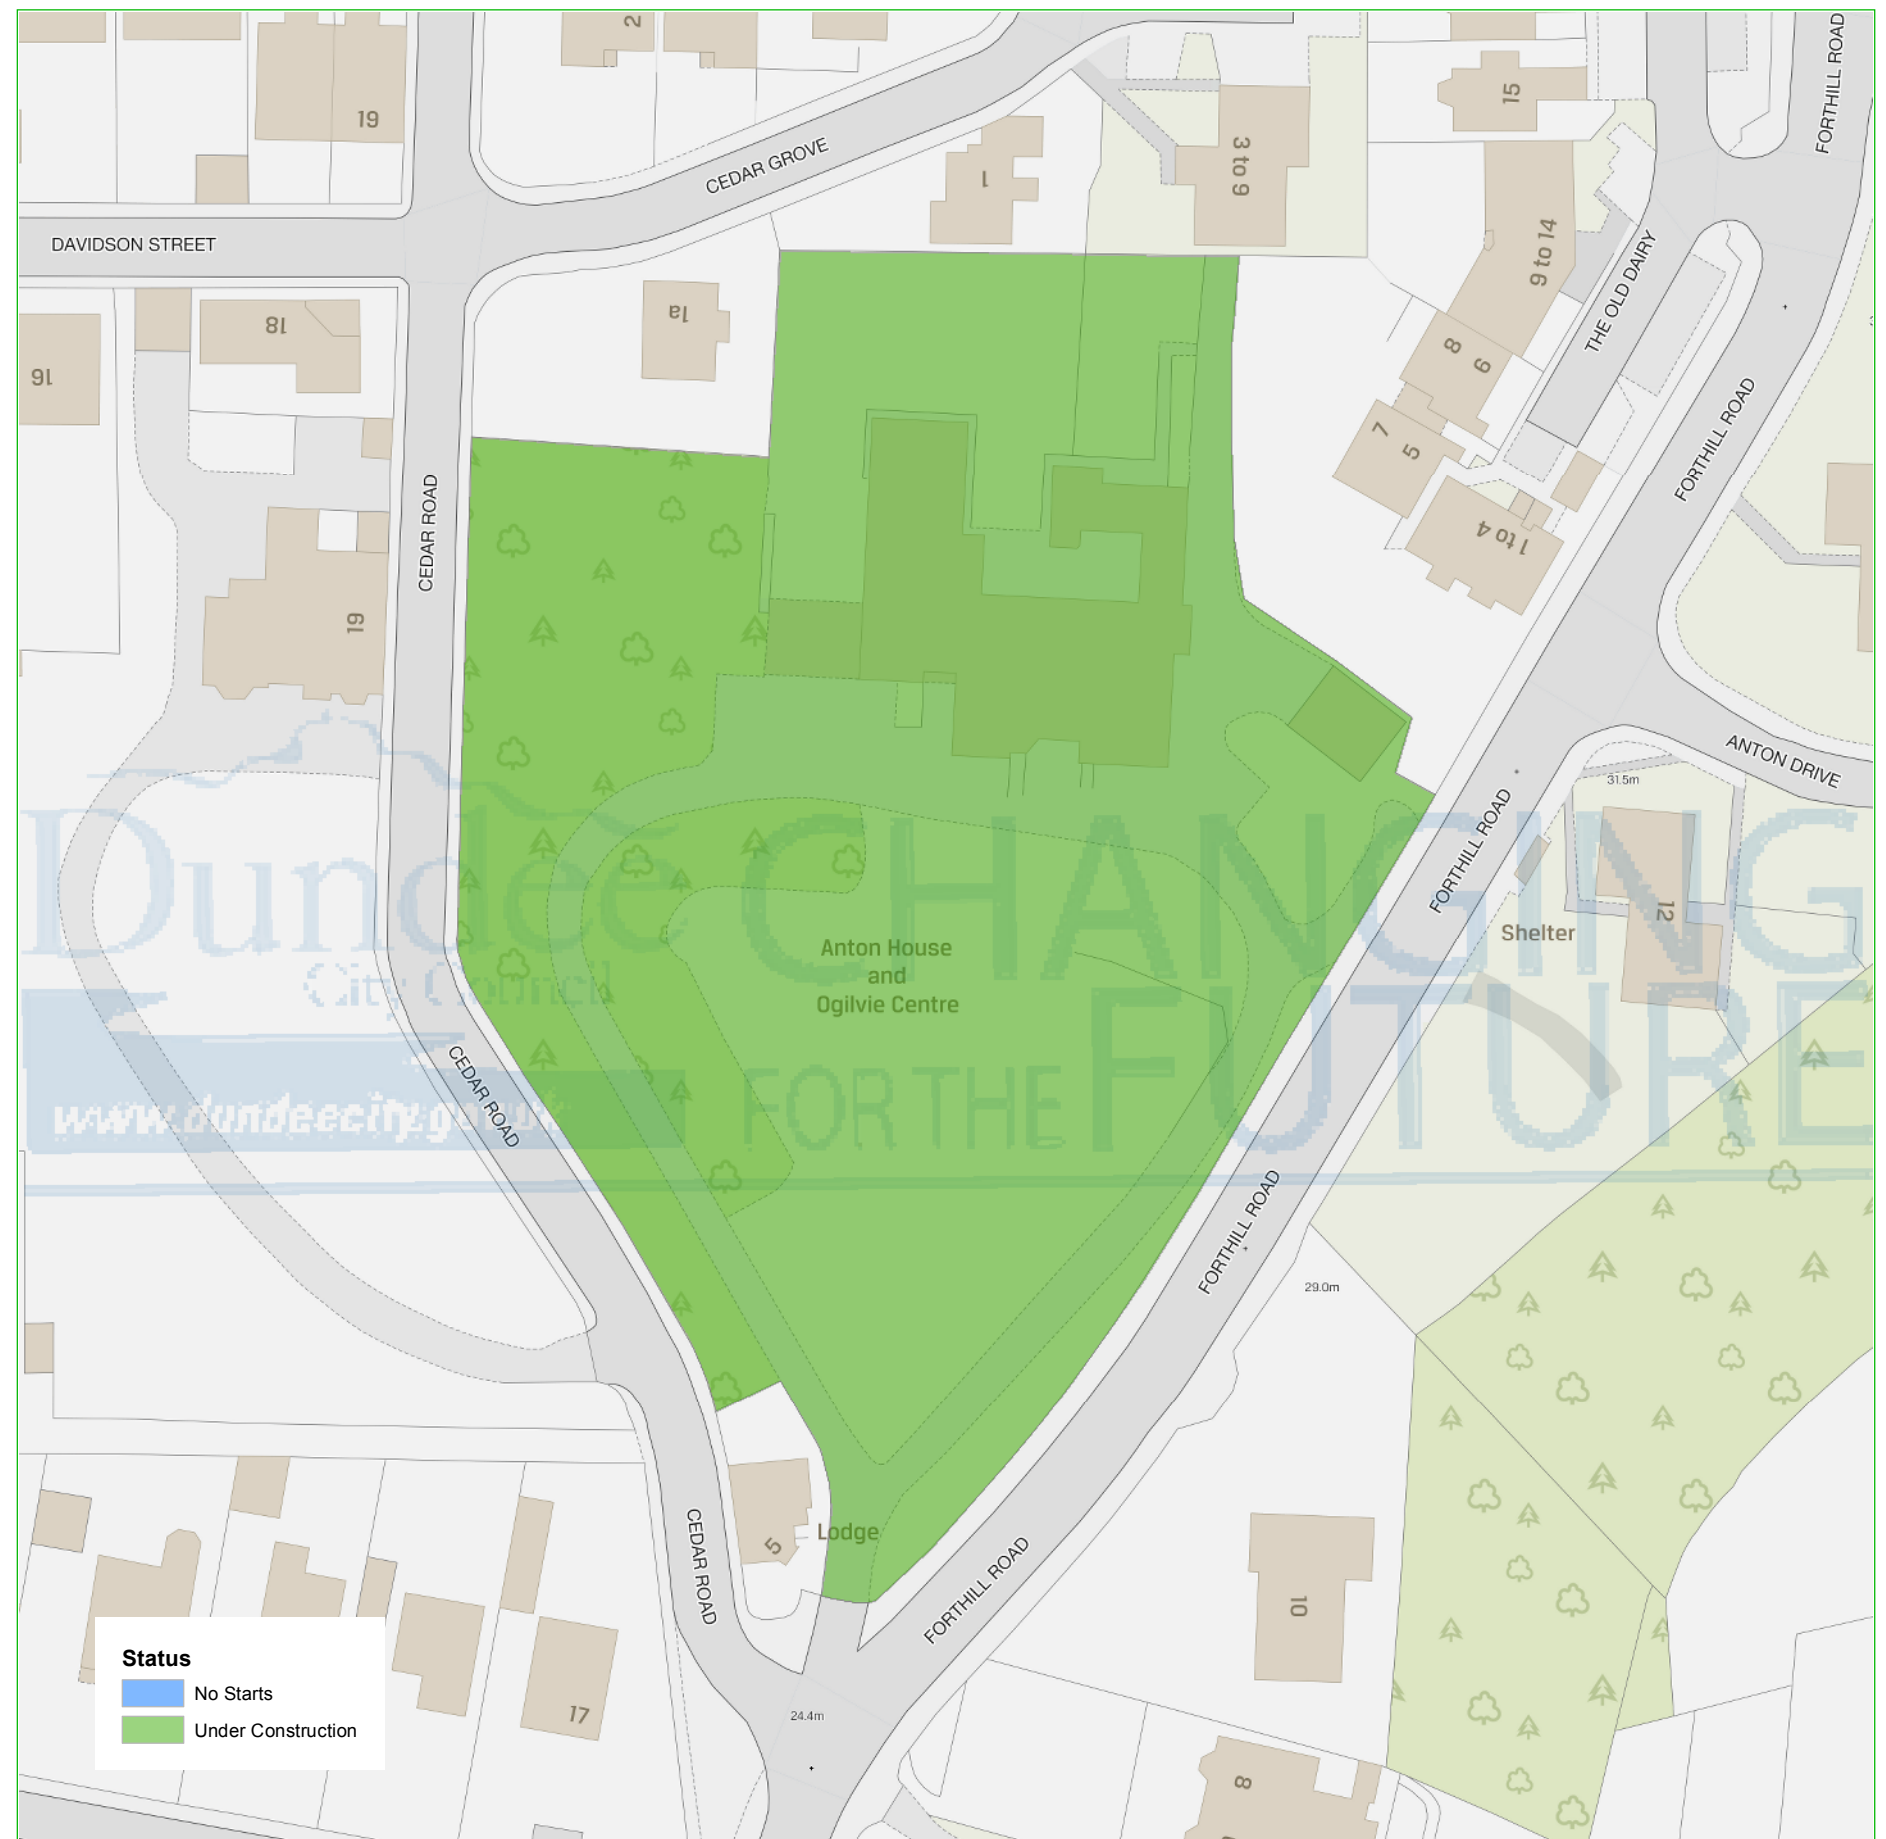 2
19
FORTHILL ROAD
CEDAR GROVE
1
3 to 9
15
DAVIDSON STREET
9 to 14
THE OLD DAIRY
1a
18
16
8
6
7
5
FORTHILL ROAD
CEDAR ROAD
1 to 4
19
ANTON DRIVE
31.5m
FORTHILL ROAD
Dundee
City Council
www.dundeecity.gov.uk
CHANGING
FOR THE FUTURE
12
Shelter
Anton House
and
Ogilvie Centre
CEDAR ROAD
FORTHILL ROAD
29.0m
5
Lodge
CEDAR ROAD
FORTHILL ROAD
10
17
24.4m
8
Status
No Starts
Under Construction